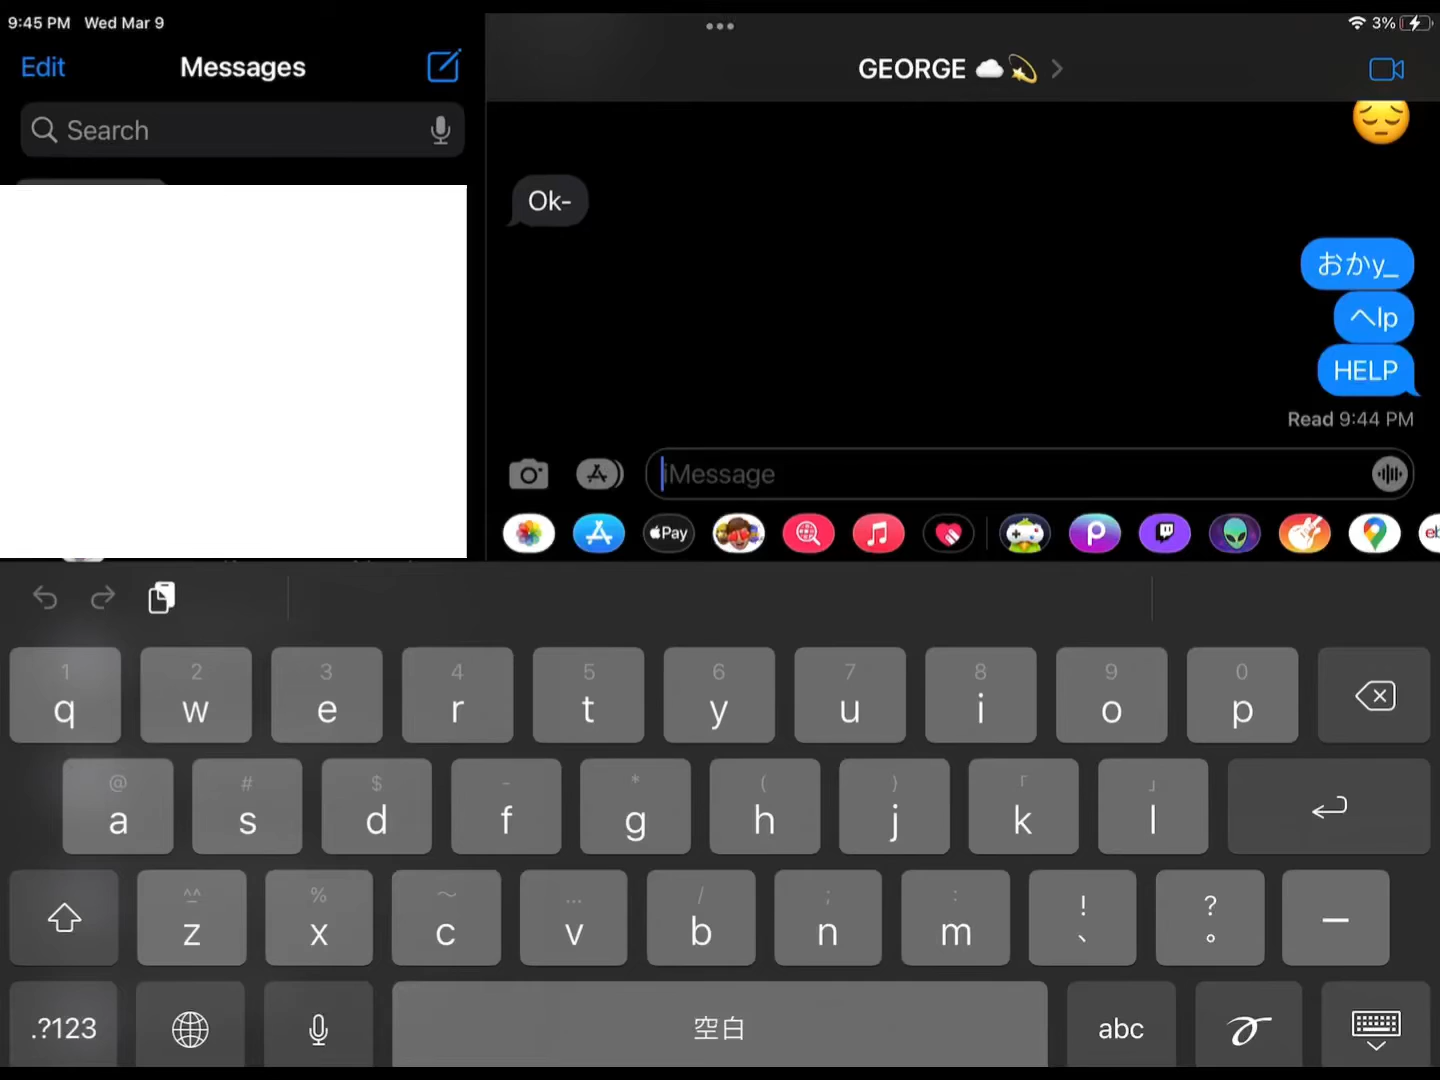 9:45 PM Wed Mar 9
3%
Edit
Messages
Search
GEORGE ☁️💫 >
😔
Ok-
おかy_
へlp
HELP
Read 9:44 PM
iMessage
Pay
eb
1 2 3 4 5 6 7 8 9 0
q w e r t y u i o p
@ # $ - * ( ) 「 」
a s d f g h j k l
^^ % 〜 … / ; : ! ?
z x c v b n m 、 。 ー
.?123 空白 abc